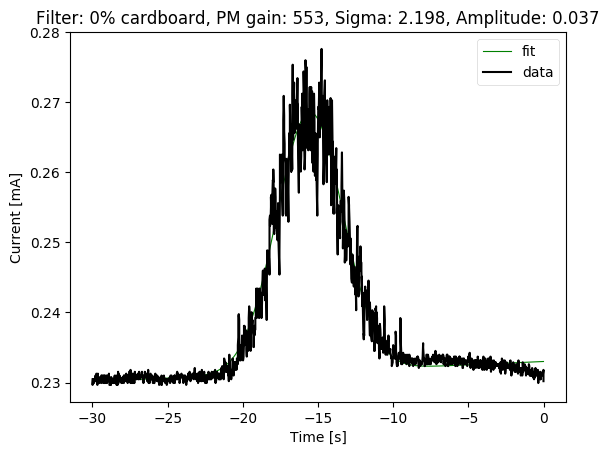 Filter: 0% cardboard, PM gain: 553, Sigma: 2.198, Amplitude: 0.037
0.28
fit
data
0.27
0.26
Current [mA]
0.25
0.24
0.23
−30 −25 −20 −15 −10 −5 0
Time [s]